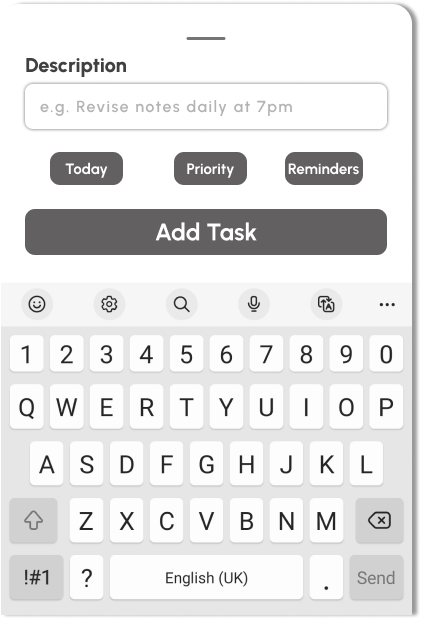 Description
e.g. Revise notes daily at 7pm
Today Priority Reminders
Add Task
1 2 3 4 5 6 7 8 9 0
Q W E R T Y U I O P
A S D F G H J K L
Z X C V B N M
!#1 ? English (UK) . Send